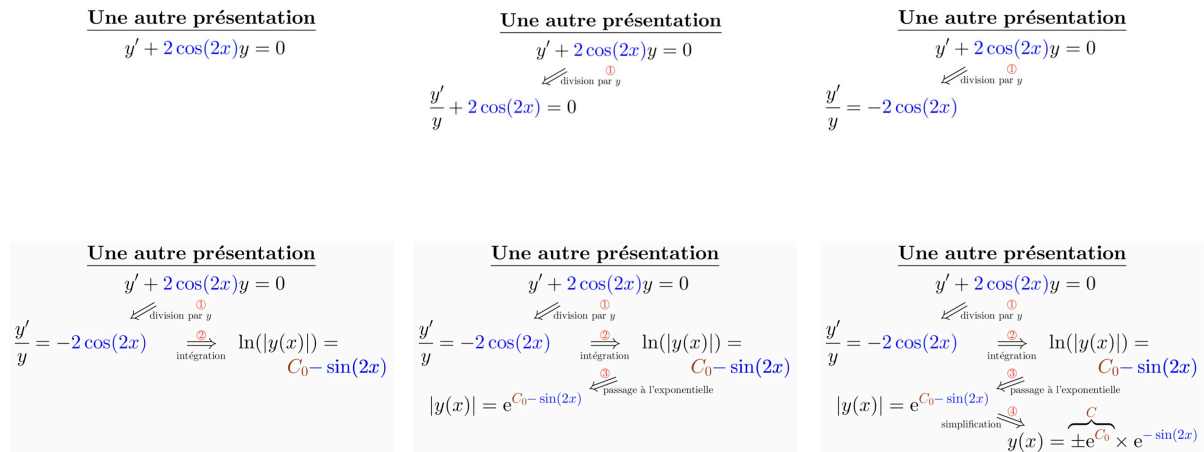 Une autre présentation
y′ + 2 cos(2x)y = 0
Une autre présentation
y′ + 2 cos(2x)y = 0
①
division par y
y′/y + 2 cos(2x) = 0
Une autre présentation
y′ + 2 cos(2x)y = 0
①
division par y
y′/y = −2 cos(2x)
Une autre présentation
y′ + 2 cos(2x)y = 0
①
division par y
y′/y = −2 cos(2x) ② ⟹ intégration ln(|y(x)|) =
C₀− sin(2x)
Une autre présentation
y′ + 2 cos(2x)y = 0
①
division par y
y′/y = −2 cos(2x) ② ⟹ intégration ln(|y(x)|) =
C₀− sin(2x)
③
passage à l'exponentielle
|y(x)| = e^{C₀− sin(2x)}
Une autre présentation
y′ + 2 cos(2x)y = 0
①
division par y
y′/y = −2 cos(2x) ② ⟹ intégration ln(|y(x)|) =
C₀− sin(2x)
③
passage à l'exponentielle
|y(x)| = e^{C₀− sin(2x)}
④
simplification
C
y(x) = ±e^{C₀} × e^{− sin(2x)}